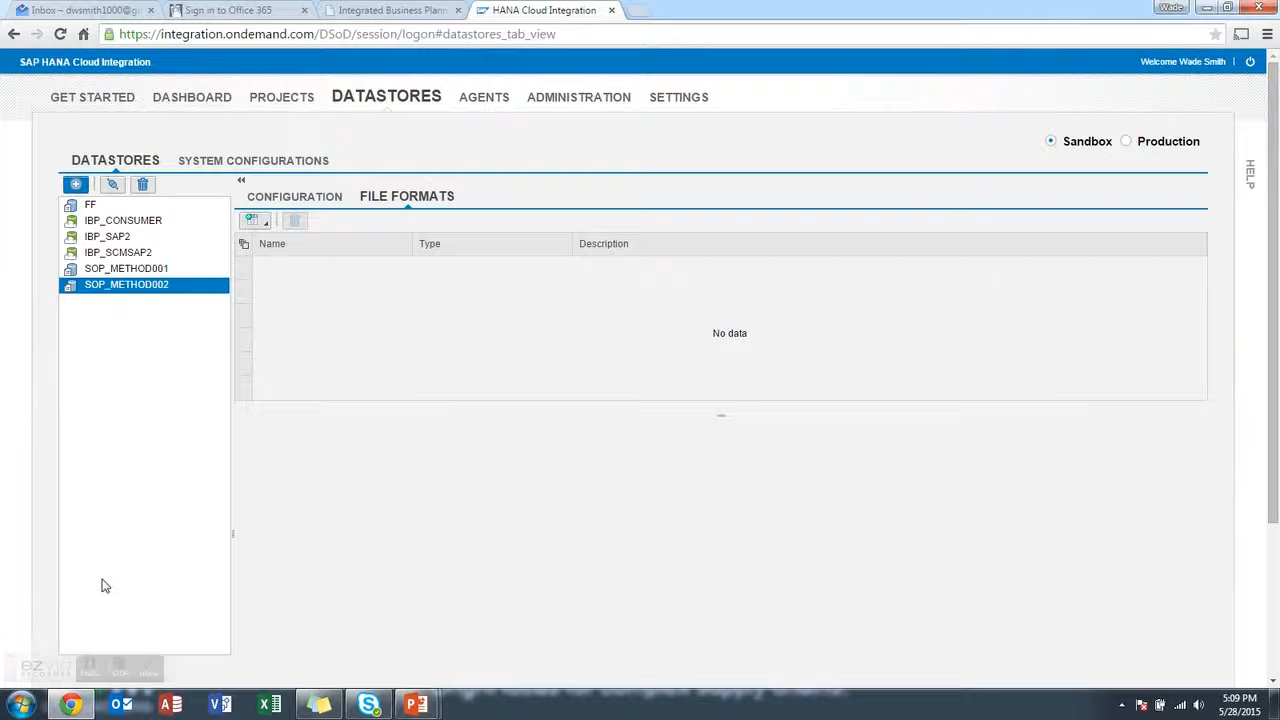 Inbox – dwsmith1000@g
Sign in to Office 365
Integrated Business Plann
HANA Cloud Integration
Wade
https://integration.ondemand.com/DSoD/session/logon#datastores_tab_view
SAP HANA Cloud Integration
Welcome Wade Smith
GET STARTED
DASHBOARD
PROJECTS
DATASTORES
AGENTS
ADMINISTRATION
SETTINGS
Sandbox
Production
HELP
DATASTORES
SYSTEM CONFIGURATIONS
FF
IBP_CONSUMER
IBP_SAP2
IBP_SCMSAP2
SOP_METHOD001
SOP_METHOD002
CONFIGURATION
FILE FORMATS
Name
Type
Description
No data
5:09 PM
5/28/2015